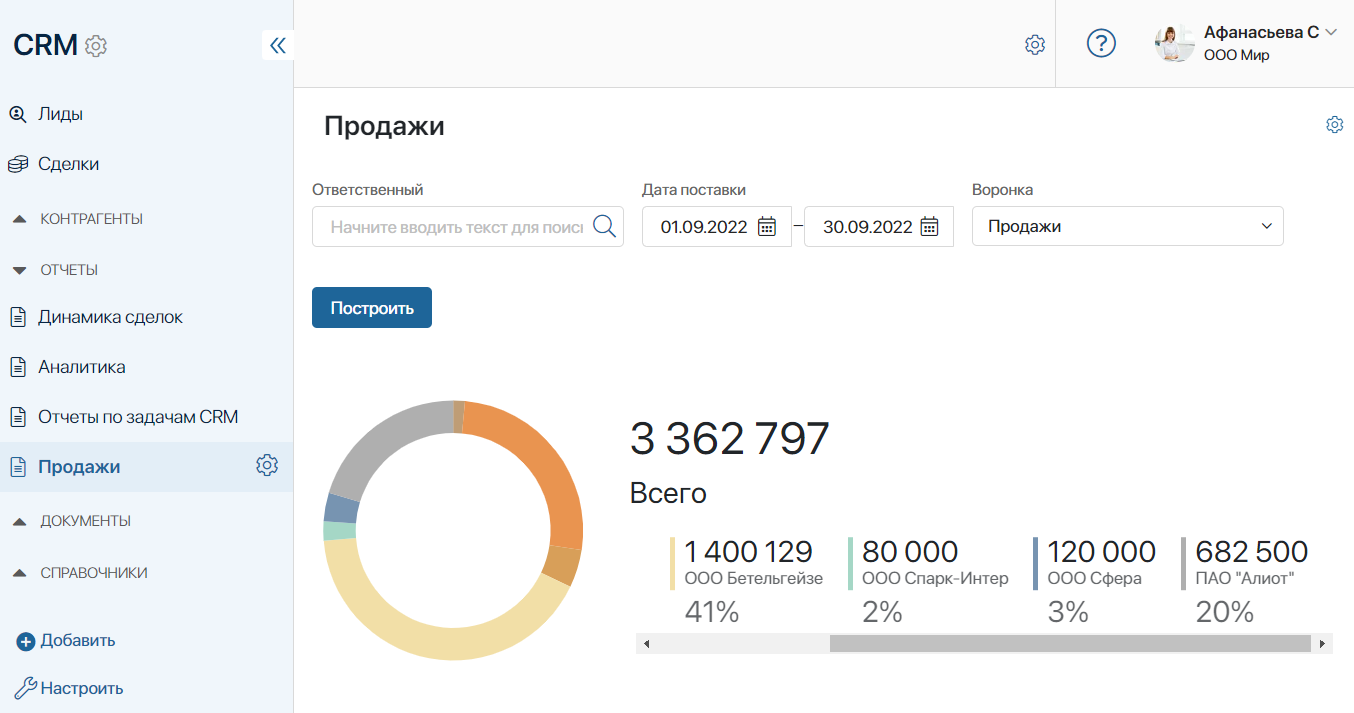 CRM
Лиды
Сделки
КОНТРАГЕНТЫ
ОТЧЕТЫ
Динамика сделок
Аналитика
Отчеты по задачам CRM
Продажи
ДОКУМЕНТЫ
СПРАВОЧНИКИ
Добавить
Настроить
?
Афанасьева С
ООО Мир
Продажи
Ответственный
Начните вводить текст для поис
Дата поставки
01.09.2022 – 30.09.2022
Воронка
Продажи
Построить
3 362 797
Всего
1 400 129
ООО Бетельгейзе
41%
80 000
ООО Спарк-Интер
2%
120 000
ООО Сфера
3%
682 500
ПАО "Алиот"
20%